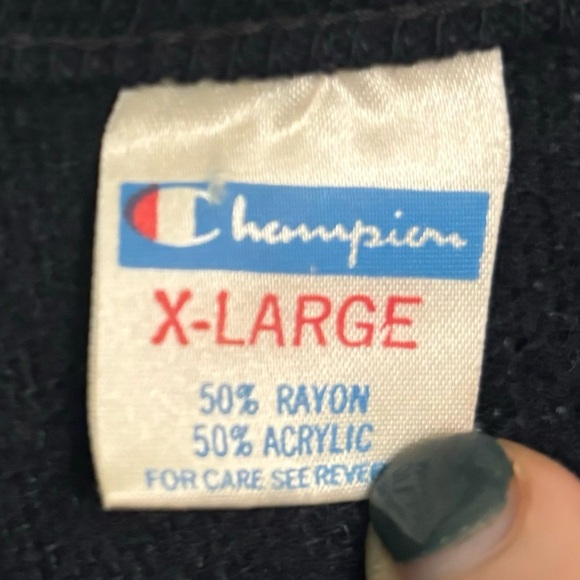 Champion
X-LARGE
50% RAYON
50% ACRYLIC
FOR CARE SEE